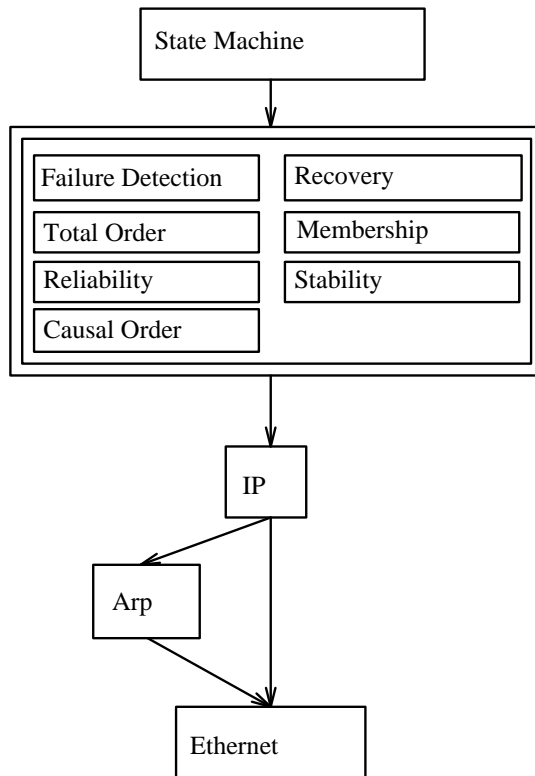 State Machine
Failure Detection
Recovery
Total Order
Membership
Reliability
Stability
Causal Order
IP
Arp
Ethernet